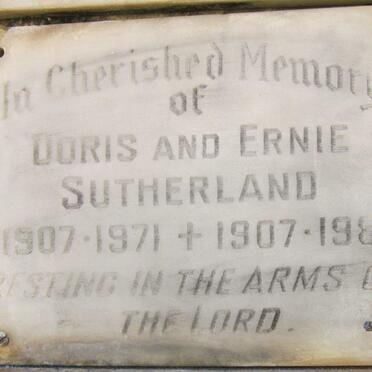 In Cherished Memory
of
DORIS AND ERNIE
SUTHERLAND
1907·1971 + 1907·198
RESTING IN THE ARMS
THE LORD.